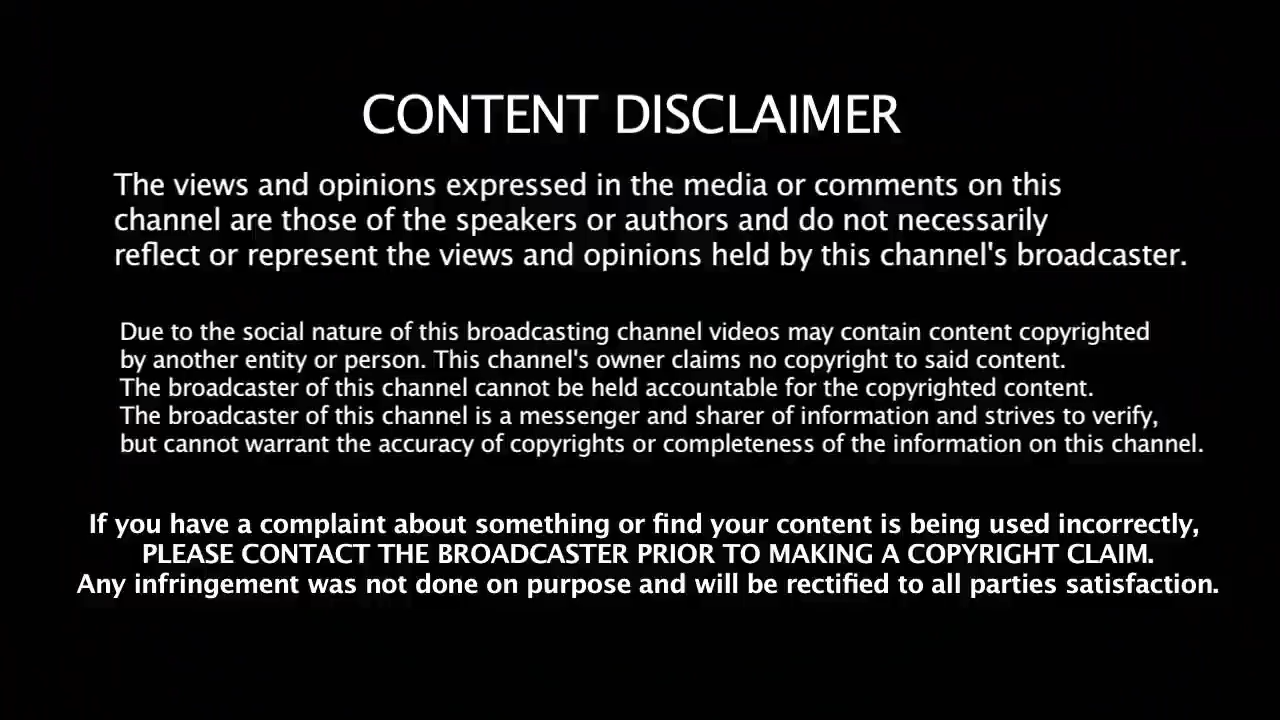 CONTENT DISCLAIMER
The views and opinions expressed in the media or comments on this
channel are those of the speakers or authors and do not necessarily
reflect or represent the views and opinions held by this channel's broadcaster.
Due to the social nature of this broadcasting channel videos may contain content copyrighted
by another entity or person. This channel's owner claims no copyright to said content.
The broadcaster of this channel cannot be held accountable for the copyrighted content.
The broadcaster of this channel is a messenger and sharer of information and strives to verify,
but cannot warrant the accuracy of copyrights or completeness of the information on this channel.
If you have a complaint about something or find your content is being used incorrectly,
PLEASE CONTACT THE BROADCASTER PRIOR TO MAKING A COPYRIGHT CLAIM.
Any infringement was not done on purpose and will be rectified to all parties satisfaction.